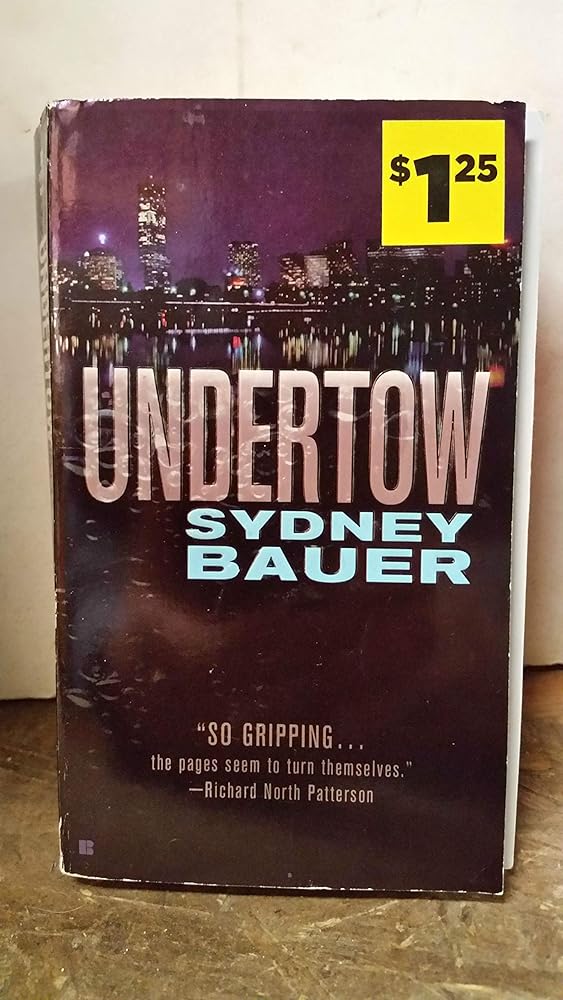 $1.25
UNDERTOW
SYDNEY
BAUER
“SO GRIPPING...
the pages seem to turn themselves.”
—Richard North Patterson
B